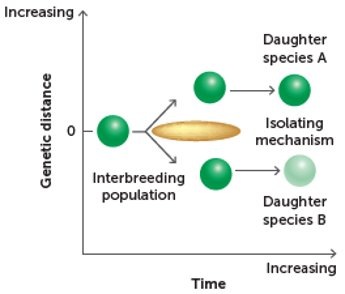 Increasing
Daughter
species A
Genetic distance
0
Isolating
mechanism
Interbreeding
population
Daughter
species B
Increasing
Time